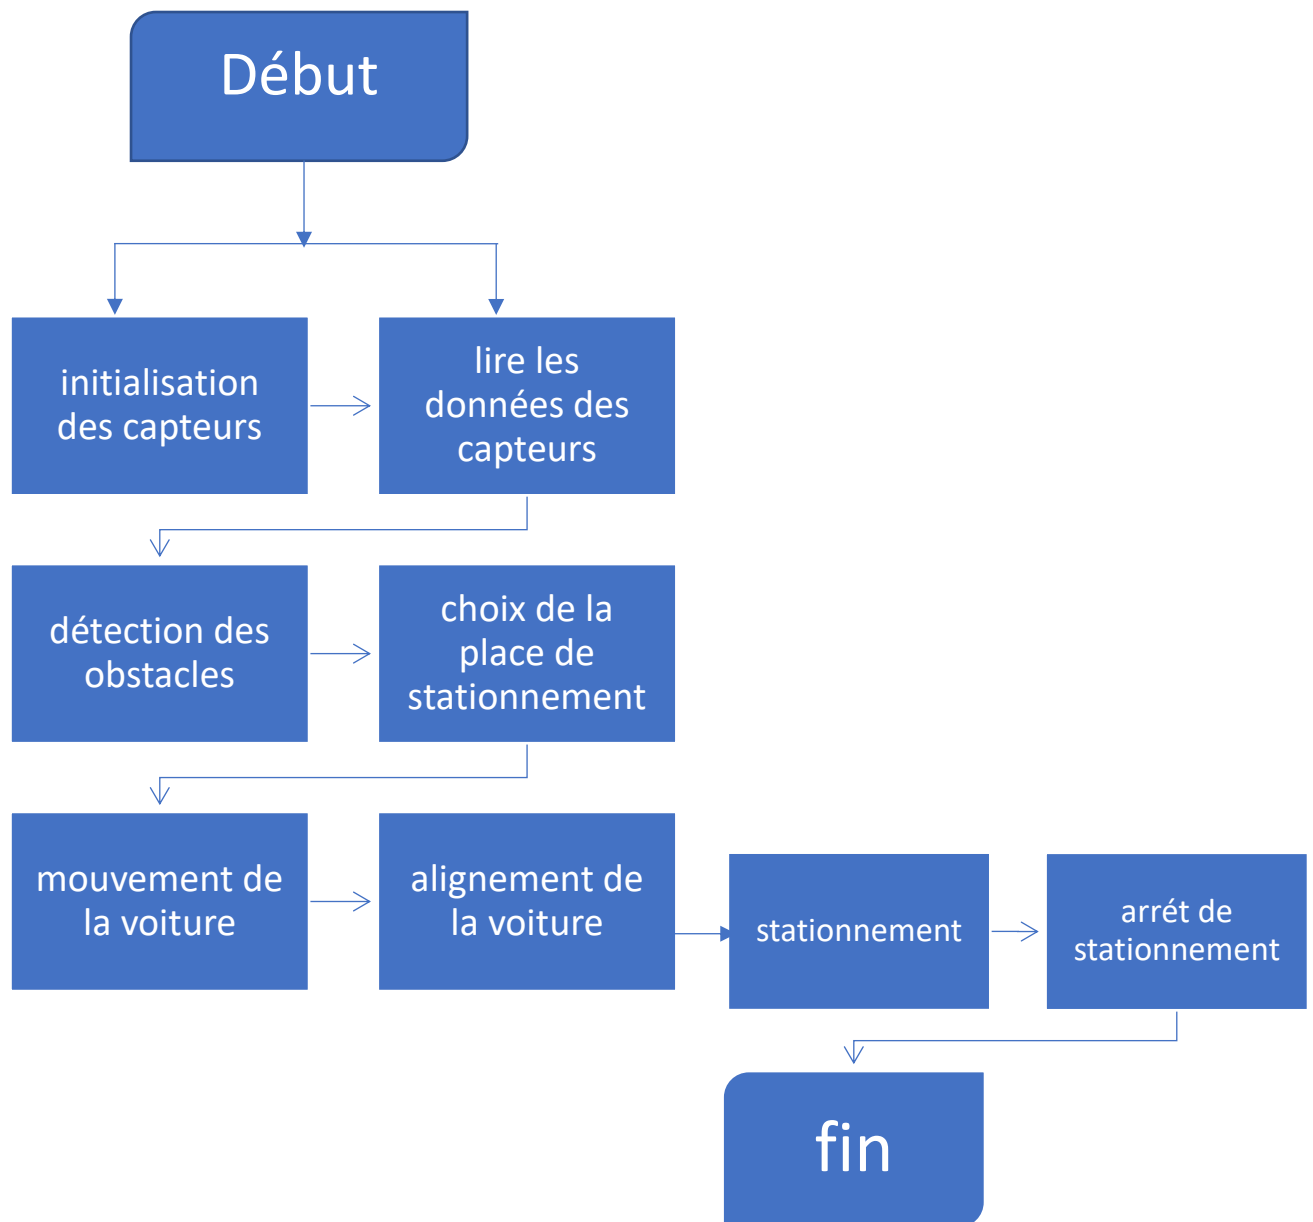 Début
initialisation
des capteurs
lire les
données des
capteurs
détection des
obstacles
choix de la
place de
stationnement
mouvement de
la voiture
alignement de
la voiture
stationnement
arrét de
stationnement
fin